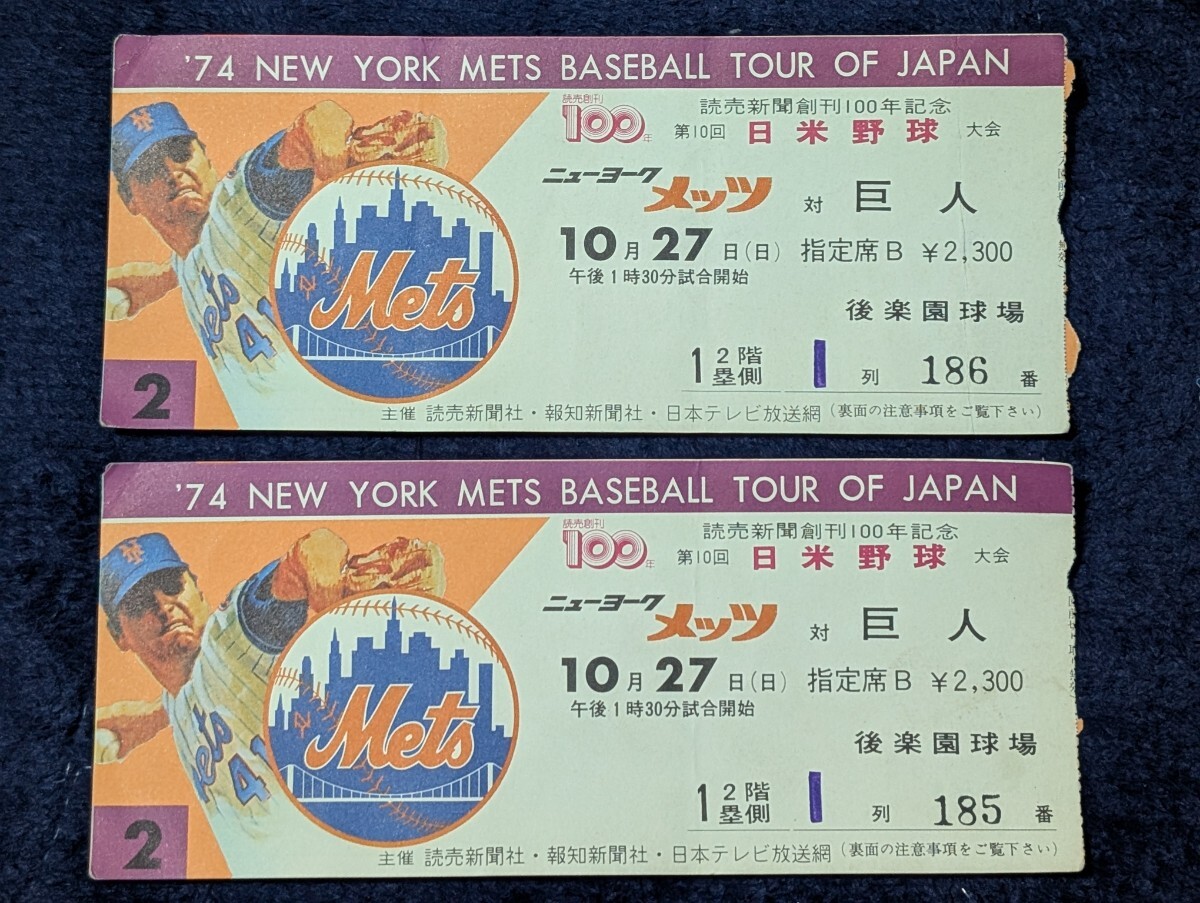 '74 NEW YORK METS BASEBALL TOUR OF JAPAN
読売創刊
100年
読売新聞創刊100年記念
第10回 日米野球 大会
ニューヨーク メッツ 対 巨人
10月27日(日) 指定席B ¥2,300
午後1時30分試合開始
後楽園球場
1 2階
塁側 1 列 186 番
主催 読売新聞社・報知新聞社・日本テレビ放送網 (裏面の注意事項をご覧下さい)
Mets
2
'74 NEW YORK METS BASEBALL TOUR OF JAPAN
読売創刊
100年
読売新聞創刊100年記念
第10回 日米野球 大会
ニューヨーク メッツ 対 巨人
10月27日(日) 指定席B ¥2,300
午後1時30分試合開始
後楽園球場
1 2階
塁側 1 列 185 番
主催 読売新聞社・報知新聞社・日本テレビ放送網 (裏面の注意事項をご覧下さい)
Mets
2